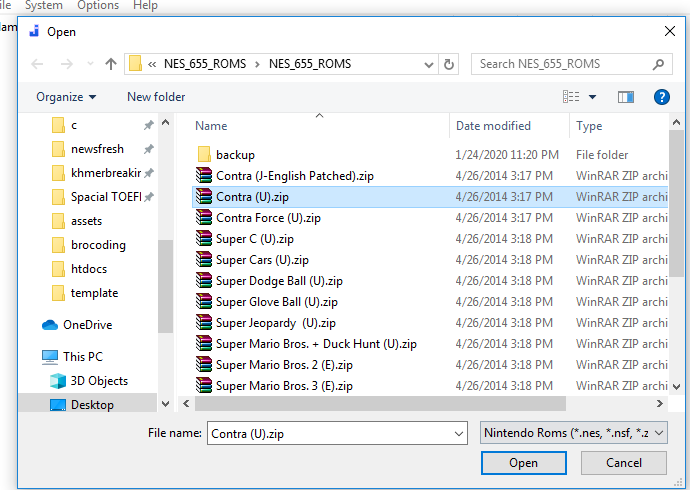 ile System Options Help
Open
« NES_655_ROMS > NES_655_ROMS
Search NES_655_ROMS
Organize New folder
Name Date modified Type
c
newsfresh
khmerbreakin
Spacial TOEFl
assets
brocoding
htdocs
template
OneDrive
This PC
3D Objects
Desktop
backup 1/24/2020 11:20 PM File folder
Contra (J-English Patched).zip 4/26/2014 3:17 PM WinRAR ZIP archi
Contra (U).zip 4/26/2014 3:17 PM WinRAR ZIP archi
Contra Force (U).zip 4/26/2014 3:17 PM WinRAR ZIP archi
Super C (U).zip 4/26/2014 3:18 PM WinRAR ZIP archi
Super Cars (U).zip 4/26/2014 3:18 PM WinRAR ZIP archi
Super Dodge Ball (U).zip 4/26/2014 3:18 PM WinRAR ZIP archi
Super Glove Ball (U).zip 4/26/2014 3:18 PM WinRAR ZIP archi
Super Jeopardy (U).zip 4/26/2014 3:18 PM WinRAR ZIP archi
Super Mario Bros. + Duck Hunt (U).zip 4/26/2014 3:18 PM WinRAR ZIP archi
Super Mario Bros. 2 (E).zip 4/26/2014 3:18 PM WinRAR ZIP archi
Super Mario Bros. 3 (E).zip 4/26/2014 3:18 PM WinRAR ZIP archi
File name: Contra (U).zip Nintendo Roms (*.nes, *.nsf, *.z
Open Cancel